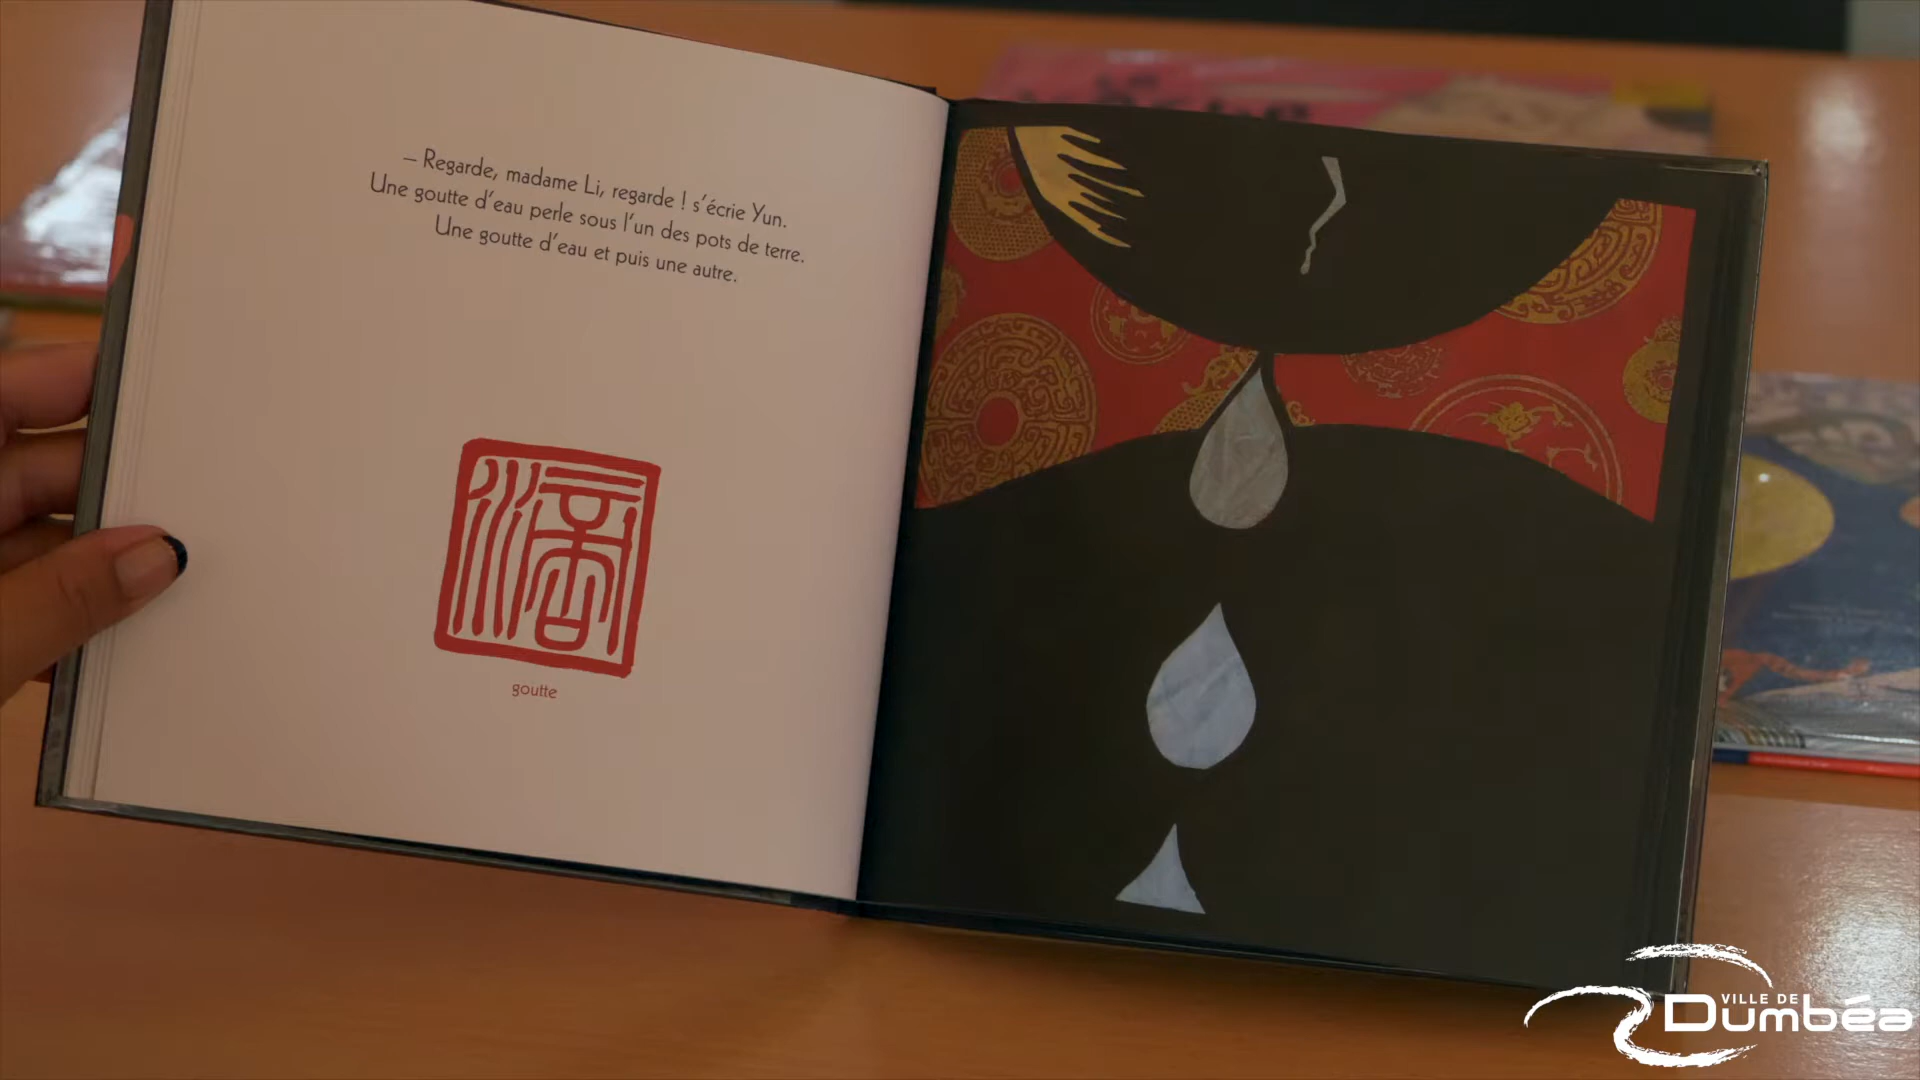 – Regarde, madame Li, regarde ! s'écrie Yun.
Une goutte d'eau perle sous l'un des pots de terre.
Une goutte d'eau et puis une autre.
滴
goutte
VILLE DE
Dumbéa